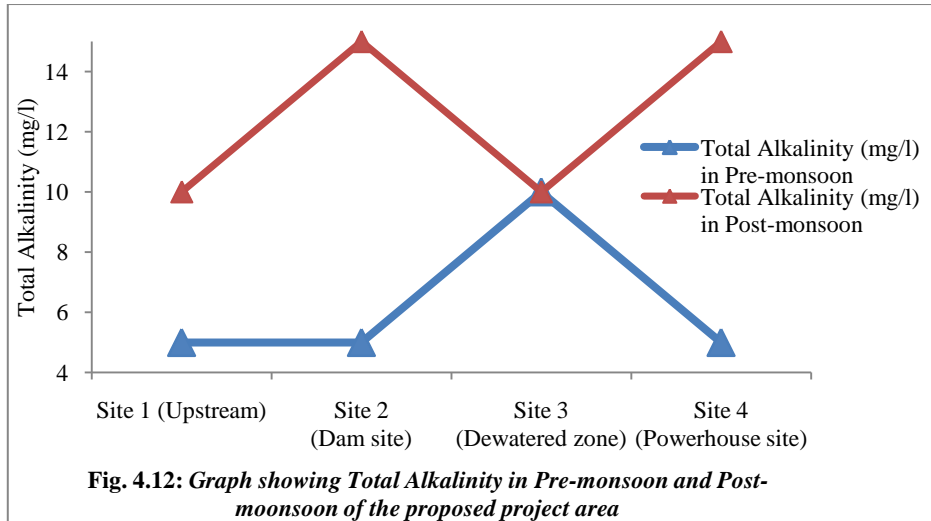 14
12
10
8
6
4
Total Alkalinity (mg/l)
Total Alkalinity (mg/l)
in Pre-monsoon
Total Alkalinity (mg/l)
in Post-monsoon
Site 1 (Upstream)
Site 2
(Dam site)
Site 3
(Dewatered zone)
Site 4
(Powerhouse site)
Fig. 4.12: Graph showing Total Alkalinity in Pre-monsoon and Post-
moonsoon of the proposed project area